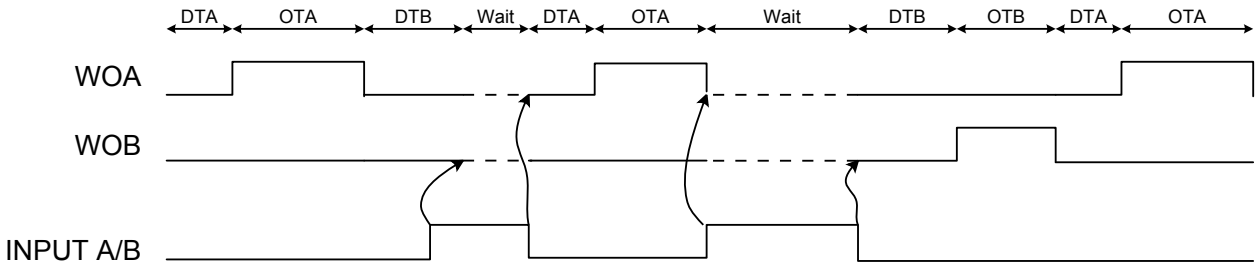 DTA OTA DTB Wait DTA OTA Wait DTB OTB DTA OTA
WOA
WOB
INPUT A/B